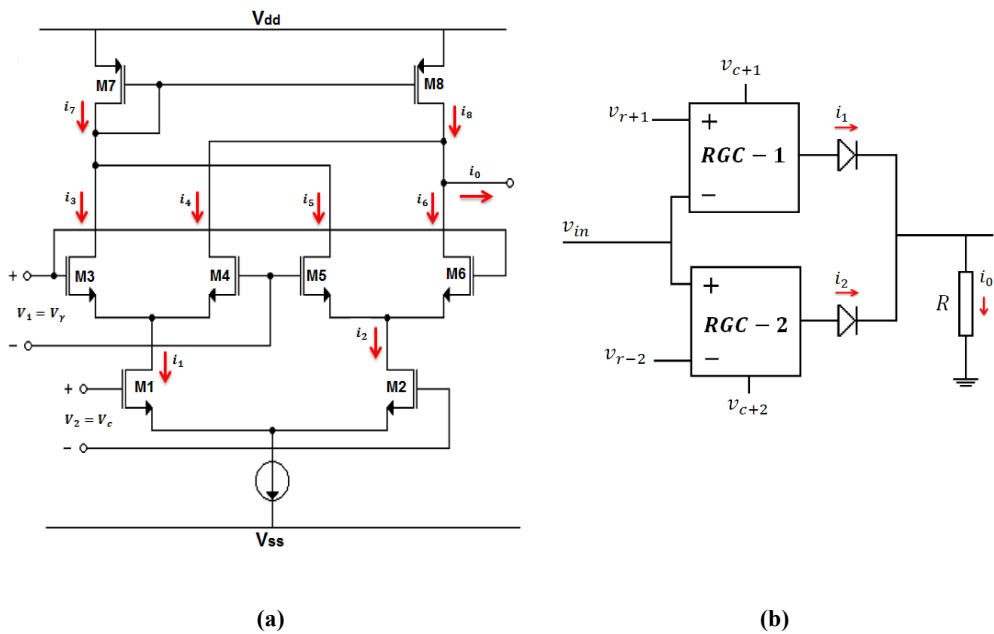 Vdd
M7
M8
i7
i8
i0
i3
i4
i5
i6
+
M3
M4
M5
M6
V1 = Vγ
−
i1
i2
+
M1
M2
V2 = Vc
−
Vss
(a)
vc+1
vr+1
+
RGC − 1
−
i1
vin
+
RGC − 2
−
i2
vr−2
vc+2
R
i0
(b)